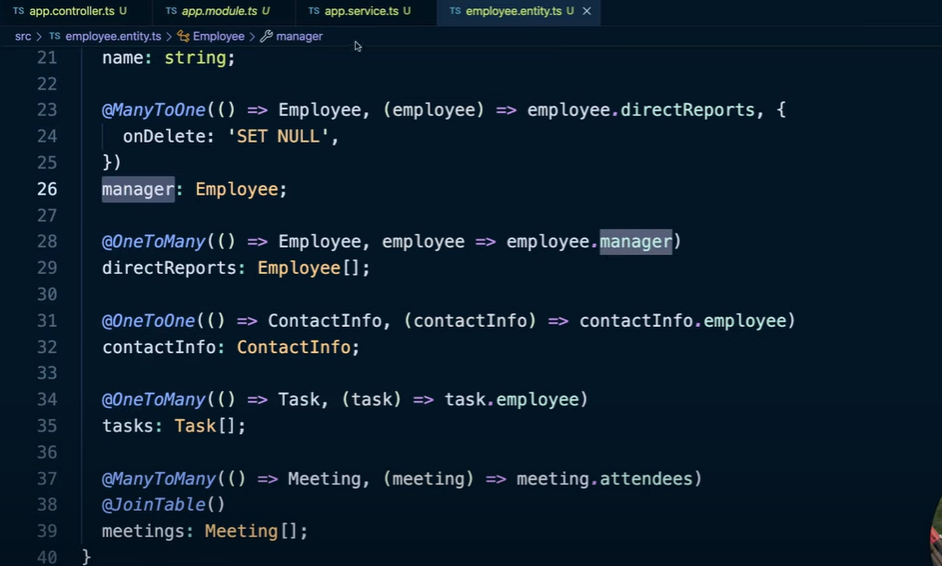 TS app.controller.ts U TS app.module.ts U TS app.service.ts U TS employee.entity.ts U ×
src > TS employee.entity.ts > Employee > manager
21 name: string;
22
23 @ManyToOne(() => Employee, (employee) => employee.directReports, {
24 onDelete: 'SET NULL',
25 })
26 manager: Employee;
27
28 @OneToMany(() => Employee, employee => employee.manager)
29 directReports: Employee[];
30
31 @OneToOne(() => ContactInfo, (contactInfo) => contactInfo.employee)
32 contactInfo: ContactInfo;
33
34 @OneToMany(() => Task, (task) => task.employee)
35 tasks: Task[];
36
37 @ManyToMany(() => Meeting, (meeting) => meeting.attendees)
38 @JoinTable()
39 meetings: Meeting[];
40 }